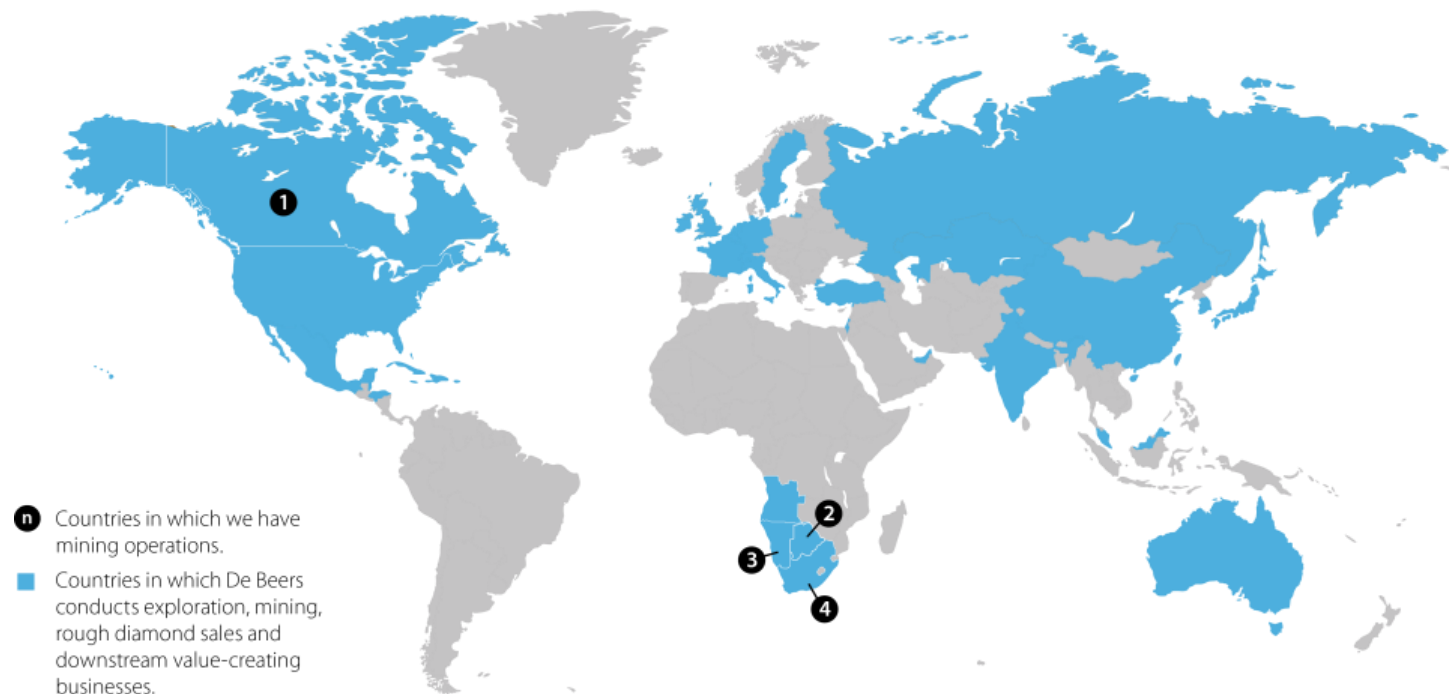 1
2
3
4
n Countries in which we have
mining operations.
Countries in which De Beers
conducts exploration, mining,
rough diamond sales and
downstream value-creating
businesses.